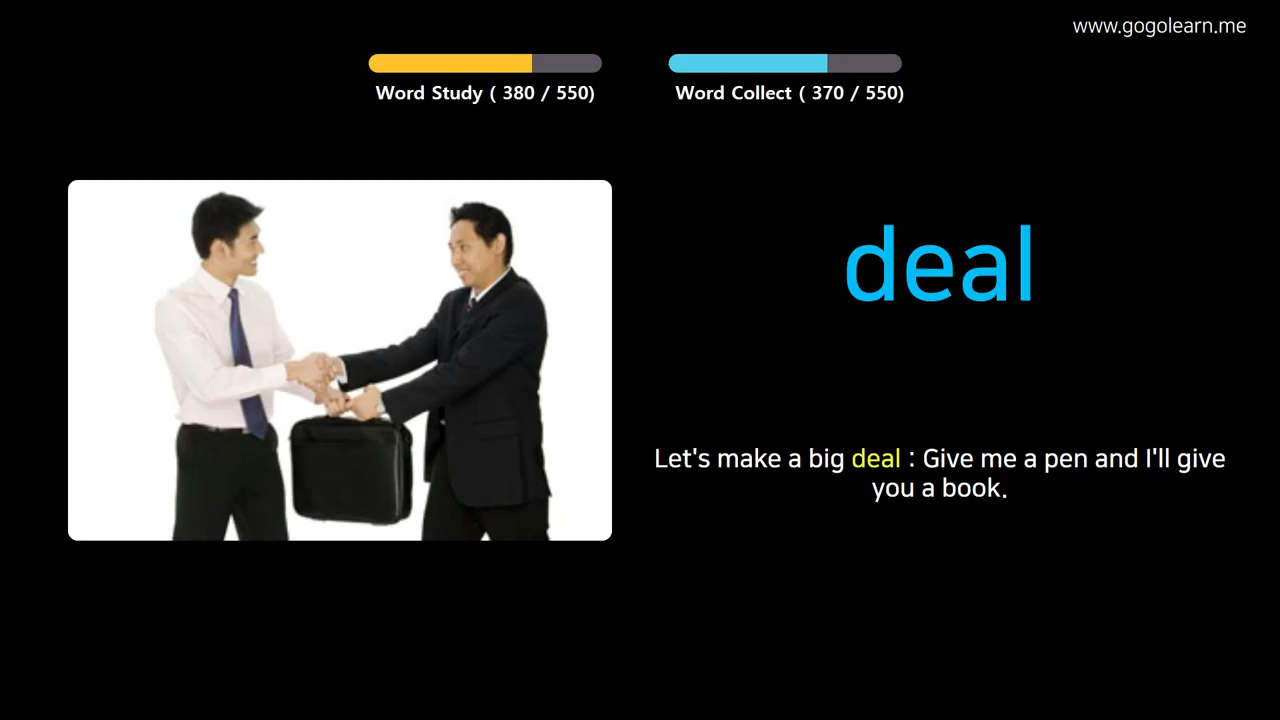 www.gogolearn.me
Word Study ( 380 / 550)
Word Collect ( 370 / 550)
deal
Let's make a big deal : Give me a pen and I'll give
you a book.